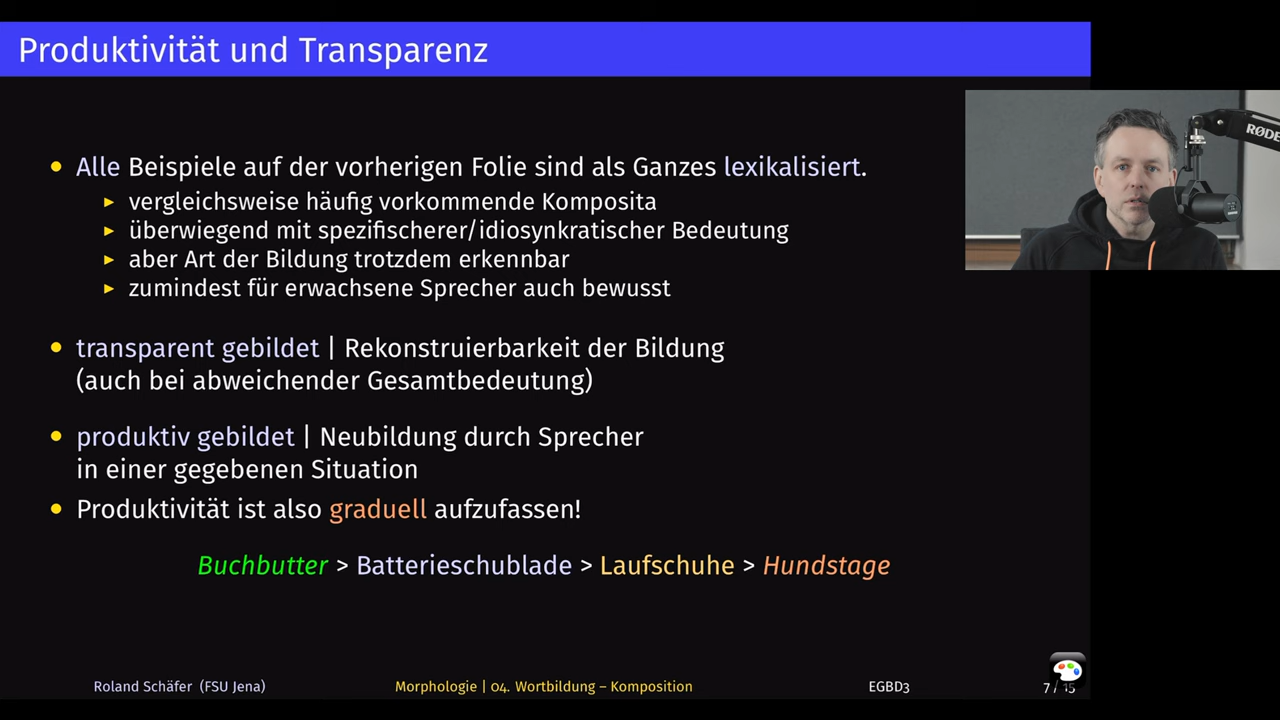 Produktivität und Transparenz
• Alle Beispiele auf der vorherigen Folie sind als Ganzes lexikalisiert.
▸ vergleichsweise häufig vorkommende Komposita
▸ überwiegend mit spezifischerer/idiosynkratischer Bedeutung
▸ aber Art der Bildung trotzdem erkennbar
▸ zumindest für erwachsene Sprecher auch bewusst
• transparent gebildet | Rekonstruierbarkeit der Bildung
(auch bei abweichender Gesamtbedeutung)
• produktiv gebildet | Neubildung durch Sprecher
in einer gegebenen Situation
• Produktivität ist also graduell aufzufassen!
Buchbutter > Batterieschublade > Laufschuhe > Hundstage
RØDE
Roland Schäfer (FSU Jena) Morphologie | 04. Wortbildung – Komposition EGBD3 7 / 15